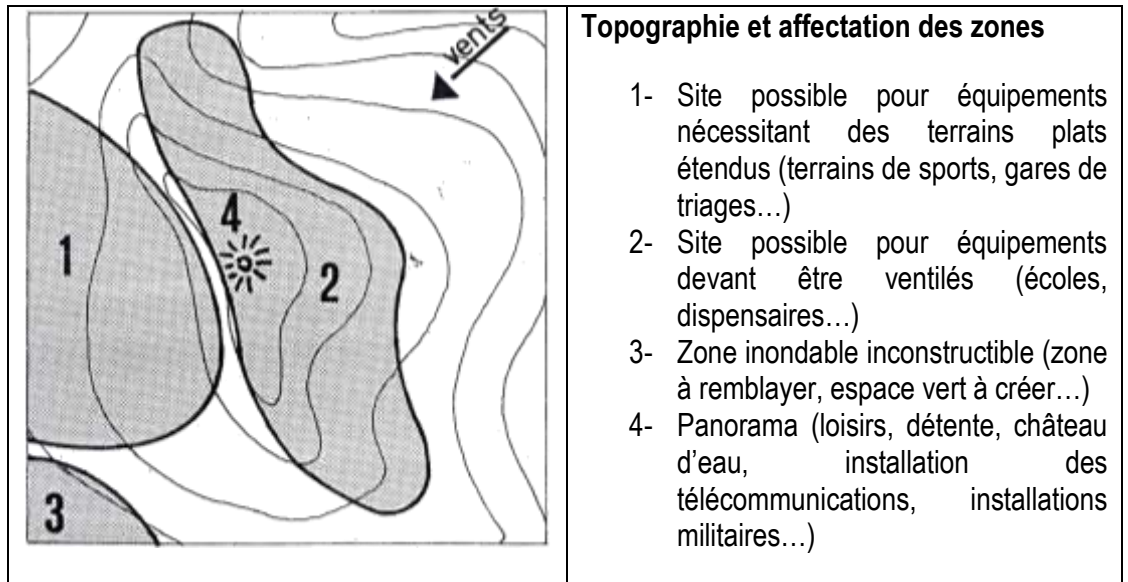 vents
4
1
2
3
Topographie et affectation des zones
1- Site possible pour équipements
nécessitant des terrains plats
étendus (terrains de sports, gares de
triages…)
2- Site possible pour équipements
devant être ventilés (écoles,
dispensaires…)
3- Zone inondable inconstructible (zone
à remblayer, espace vert à créer…)
4- Panorama (loisirs, détente, château
d’eau, installation des
télécommunications, installations
militaires…)